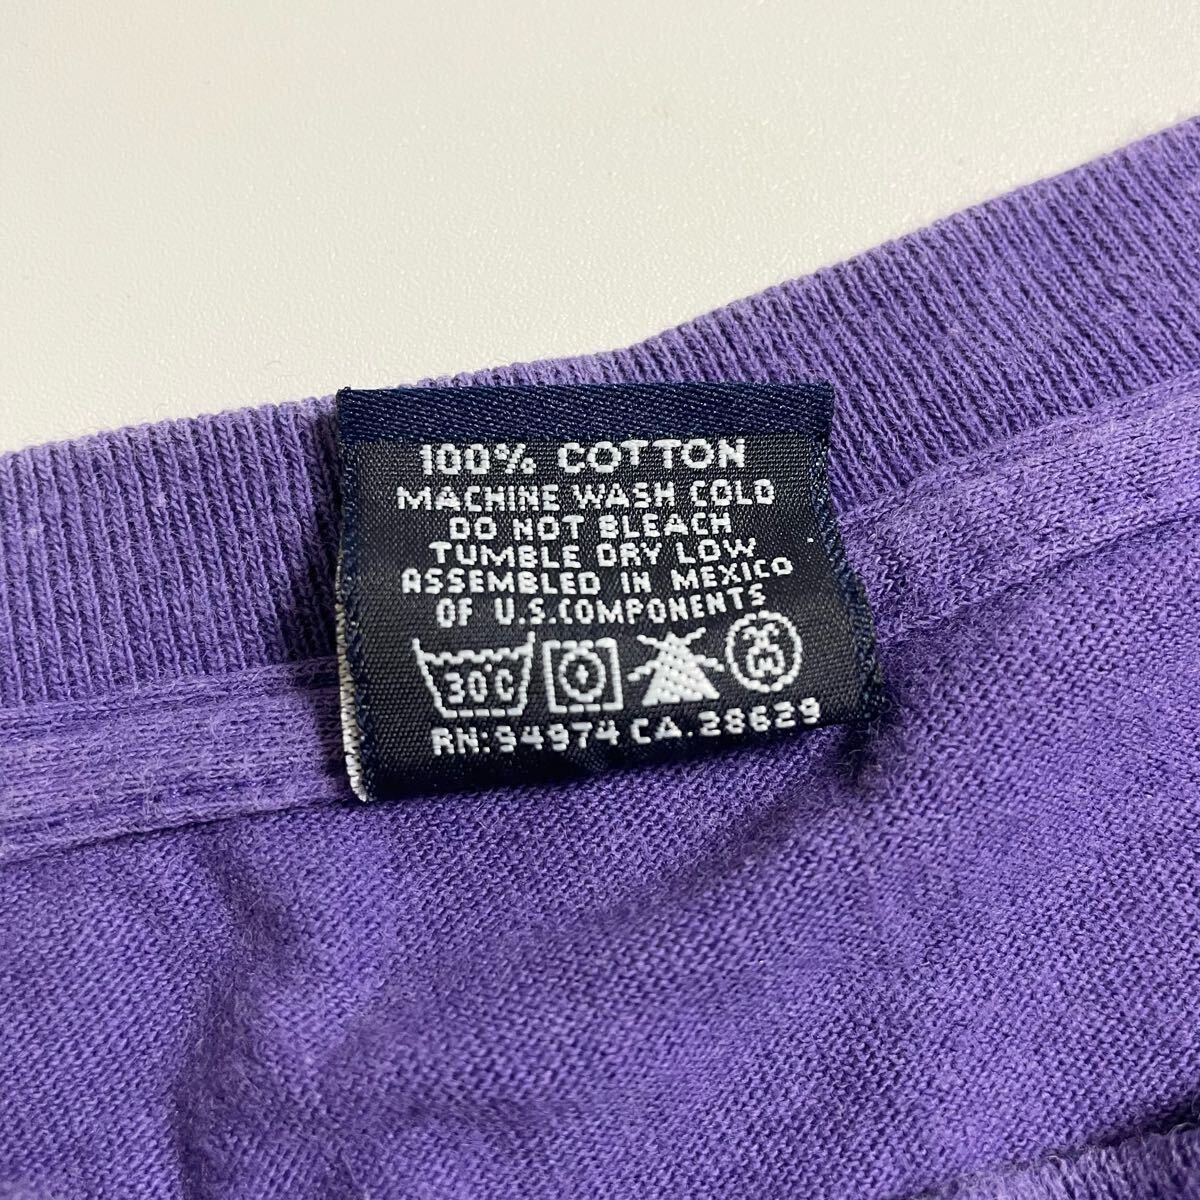 100% COTTON
MACHINE WASH COLD
DO NOT BLEACH
TUMBLE DRY LOW
ASSEMBLED IN MEXICO
OF U.S.COMPONENTS
30°C
RN:94974 CA.28629